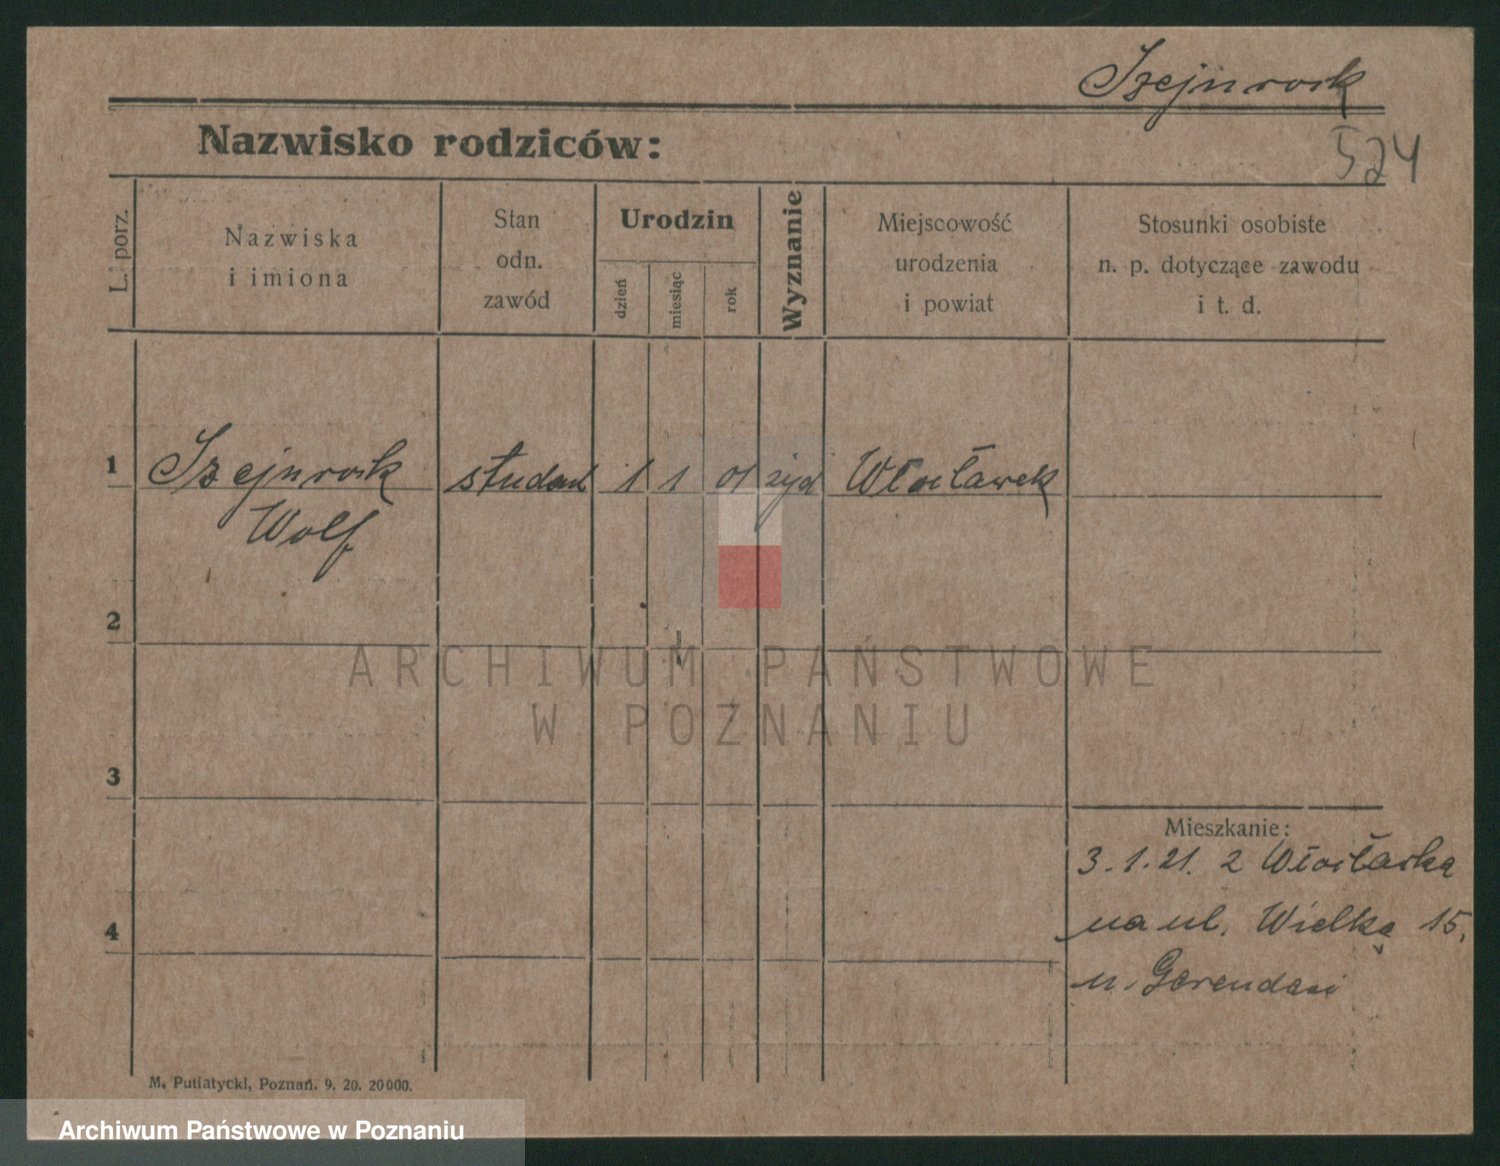 Szejnrok
Nazwisko rodziców:
524
L. porz.
Nazwiska
i imiona
Stan
odn.
zawód
Urodzin
dzień
miesiąc
rok
Wyznanie
Miejscowość
urodzenia
i powiat
Stosunki osobiste
n. p. dotyczące zawodu
i t. d.
1 Szejnrok student 1 1 01 żyd Włocławek
Wolf
2
ARCHIWUM PAŃSTWOWE
W POZNANIU
3
Mieszkanie:
3.1.21. z Włocławka
na ul. Wielką 15,
4
u.
M. Putiatycki, Poznań. 9. 20. 20000.
Archiwum Państwowe w Poznaniu